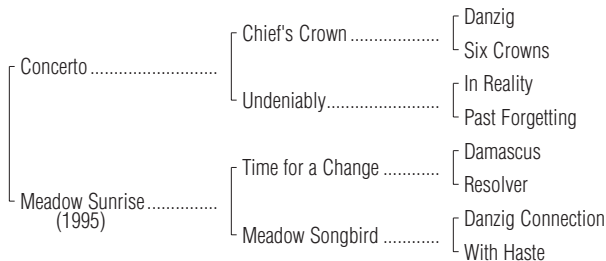 Danzig
Chief's Crown ...................
Six Crowns
Concerto ...........................
In Reality
Undeniably........................
Past Forgetting
Damascus
Time for a Change ............
Resolver
Meadow Sunrise...............
(1995)
Danzig Connection
Meadow Songbird ............
With Haste